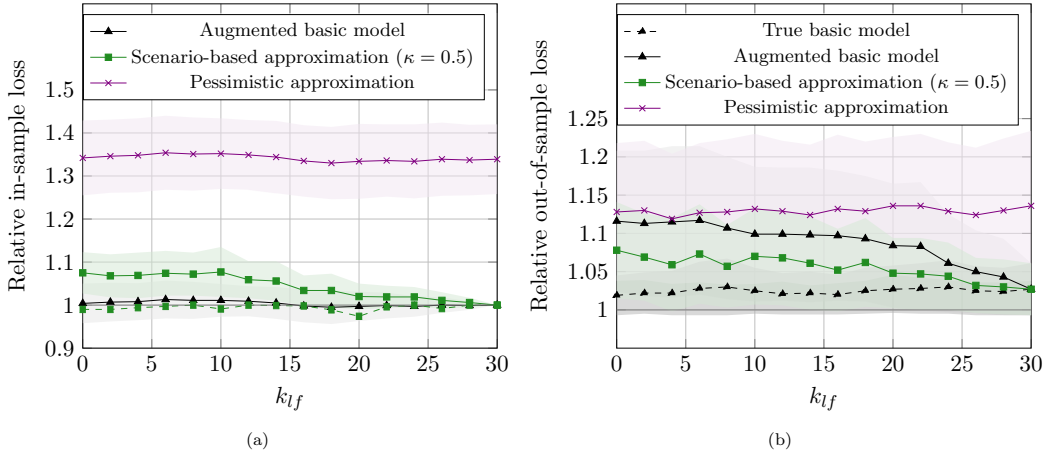 Augmented basic model
Scenario-based approximation (κ = 0.5)
Pessimistic approximation
Relative in-sample loss
1.5
1.4
1.3
1.2
1.1
1
0.9
0 5 10 15 20 25 30
k_{lf}
(a)
True basic model
Augmented basic model
Scenario-based approximation (κ = 0.5)
Pessimistic approximation
Relative out-of-sample loss
1.25
1.2
1.15
1.1
1.05
1
0 5 10 15 20 25 30
k_{lf}
(b)